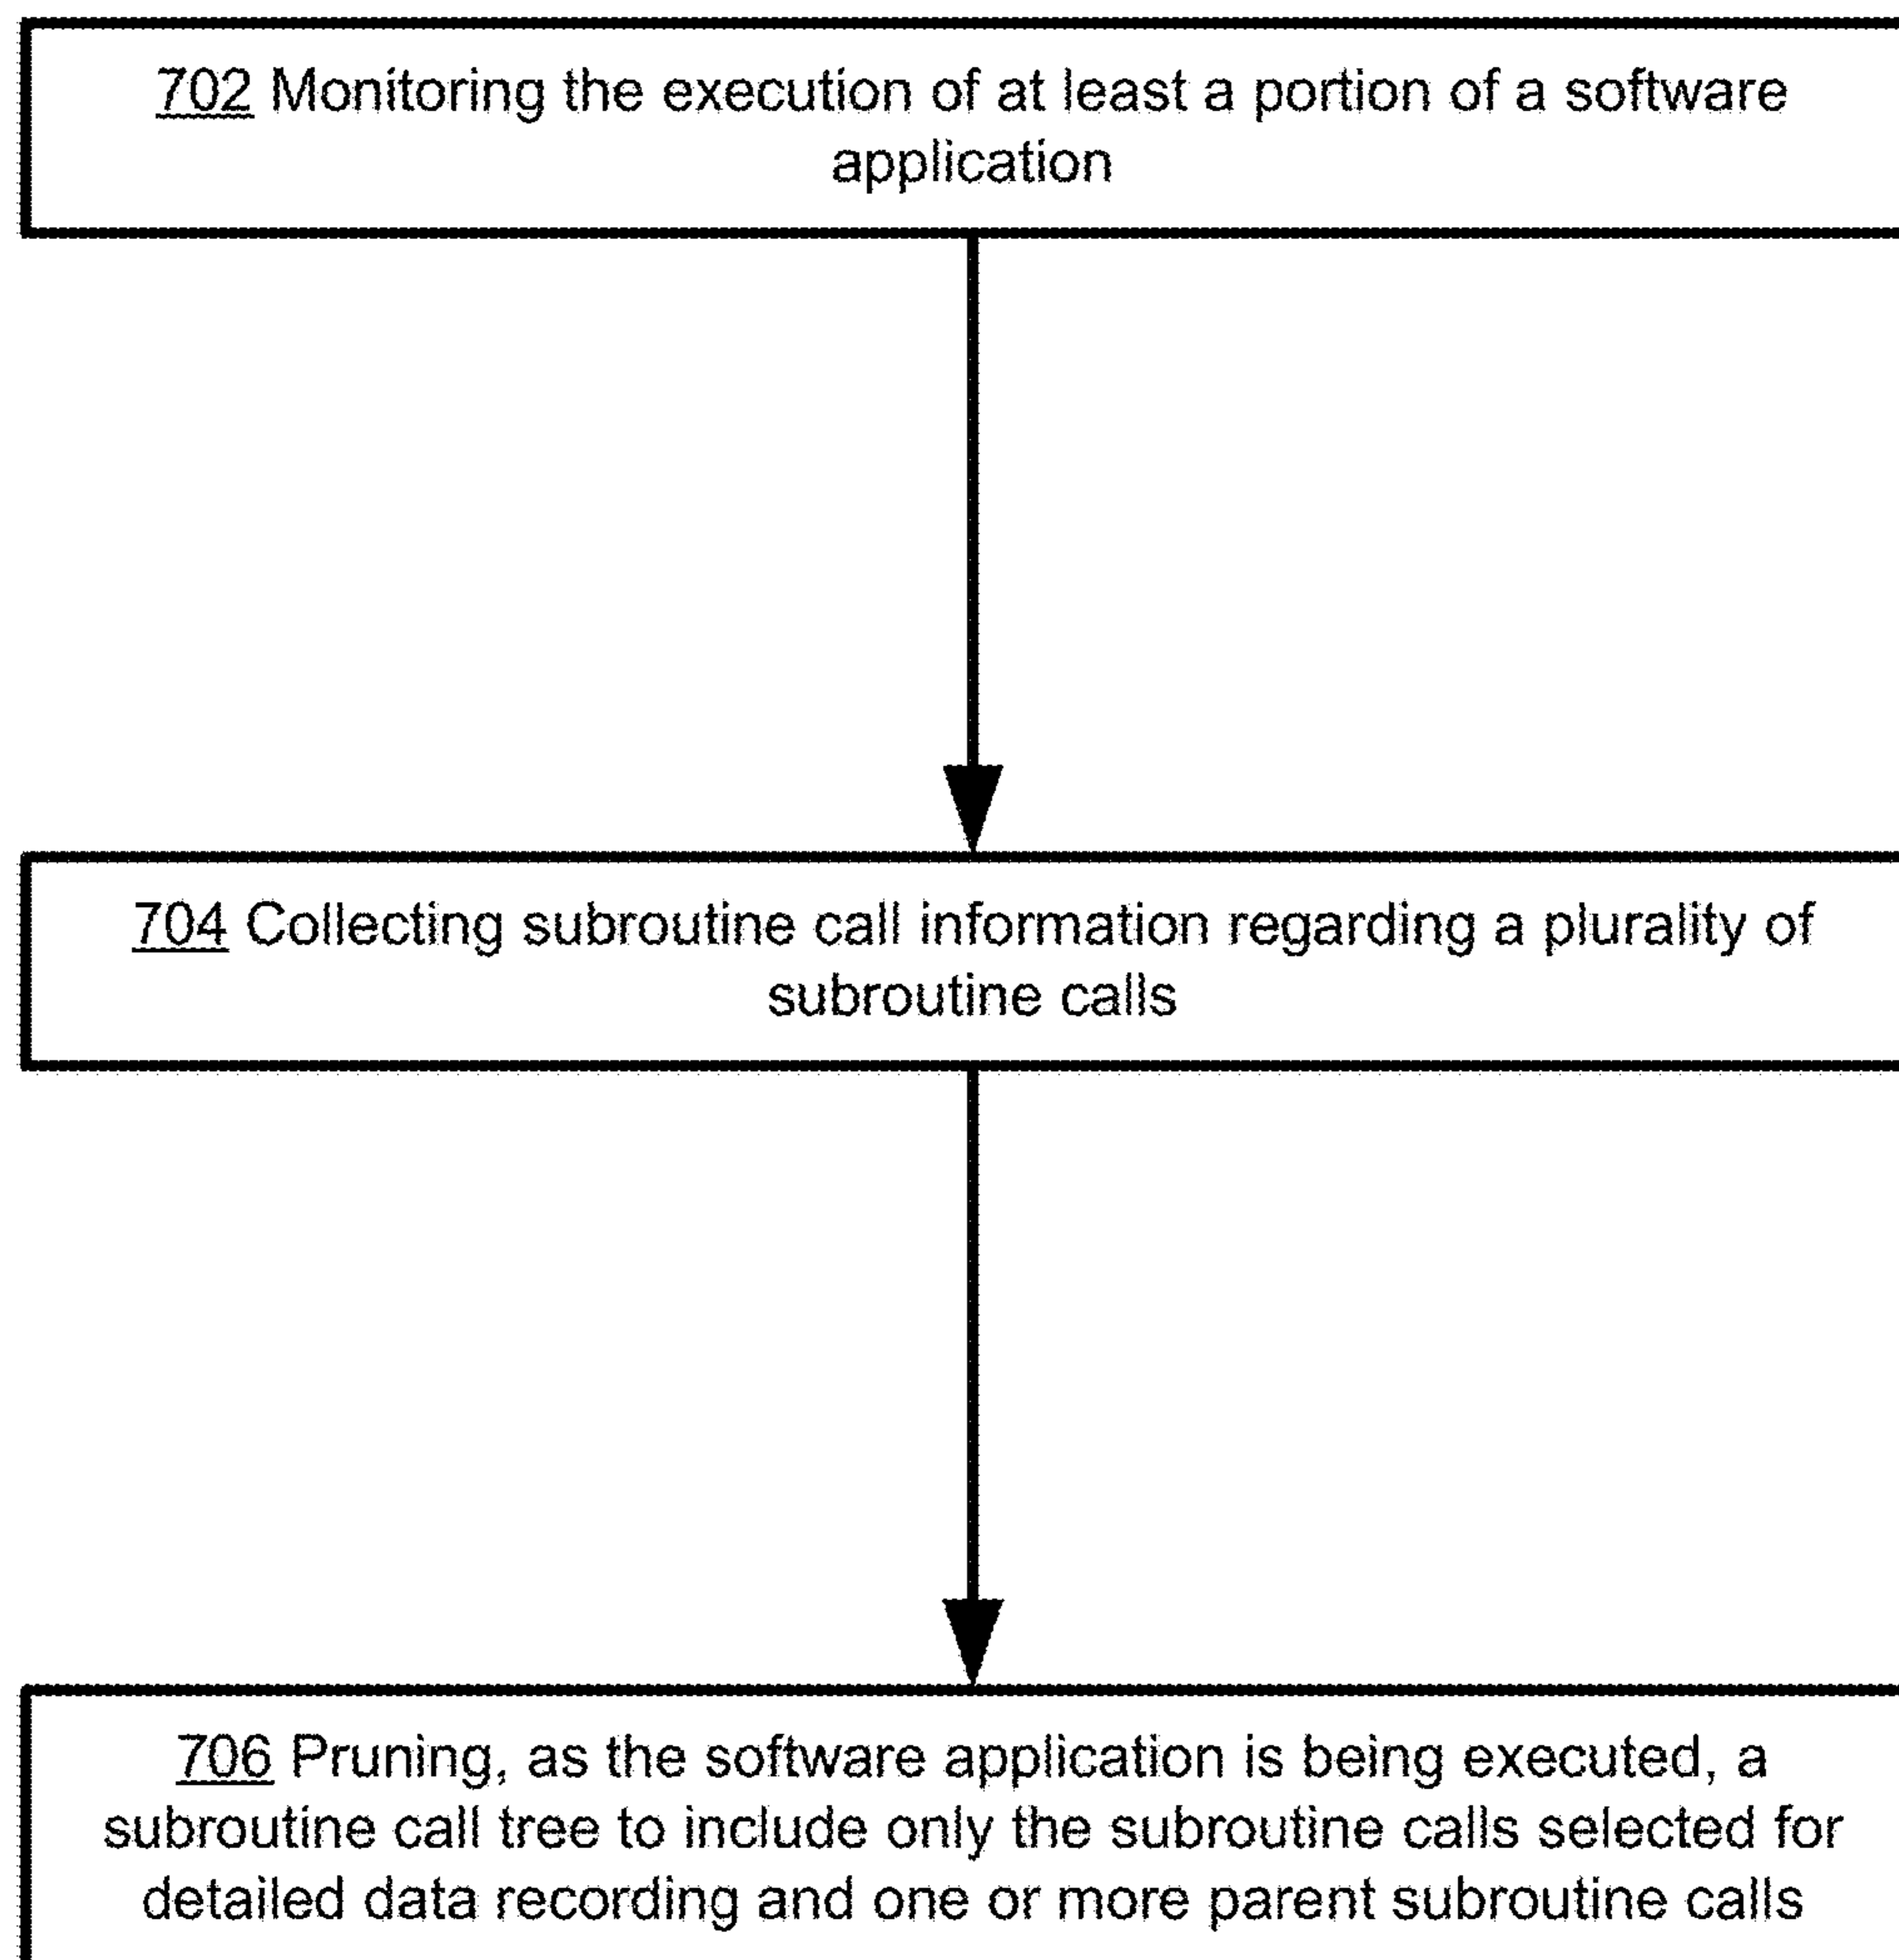 702 Monitoring the execution of at least a portion of a software
application
704 Collecting subroutine call information regarding a plurality of
subroutine calls
706 Pruning, as the software application is being executed, a
subroutine call tree to include only the subroutine calls selected for
detailed data recording and one or more parent subroutine calls